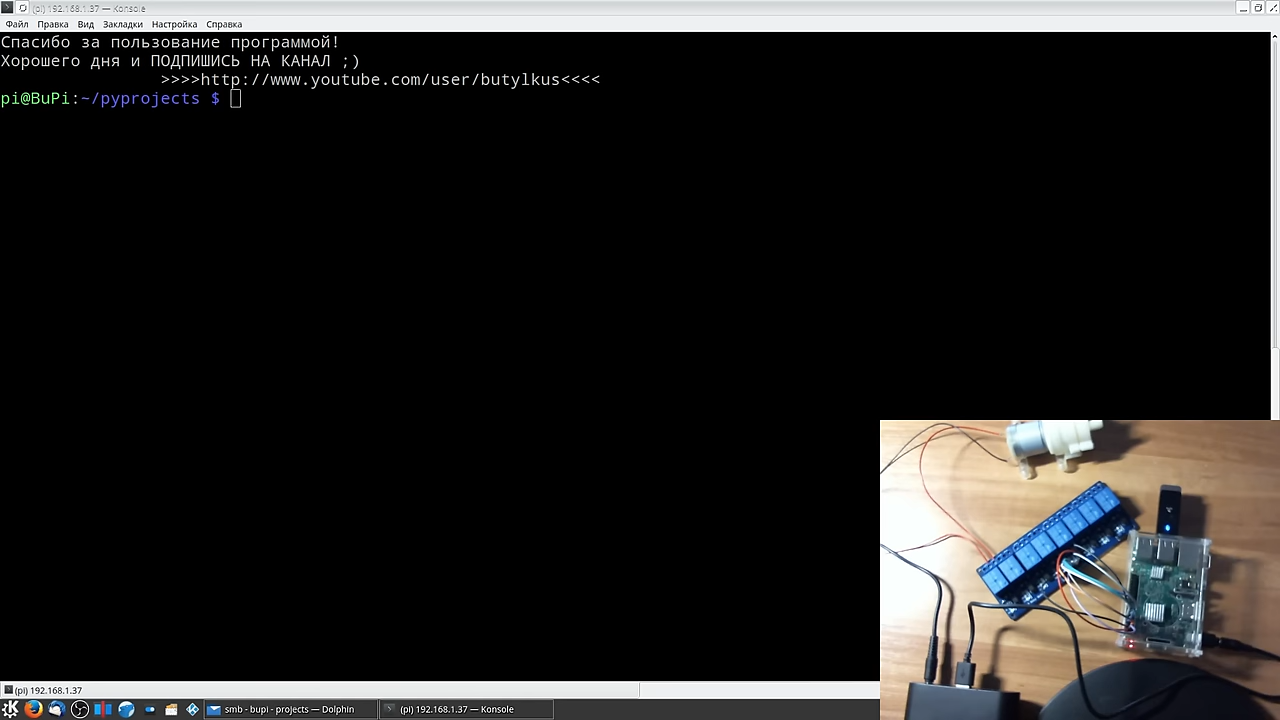 (pi) 192.168.1.37 — Konsole
Файл Правка Вид Закладки Настройка Справка
Спасибо за пользование программой!
Хорошего дня и ПОДПИШИСЬ НА КАНАЛ ;)
>>>>http://www.youtube.com/user/butylkus<<<<
pi@BuPi:~/pyprojects $
(pi) 192.168.1.37
smb - bupi - projects — Dolphin
(pi) 192.168.1.37 — Konsole